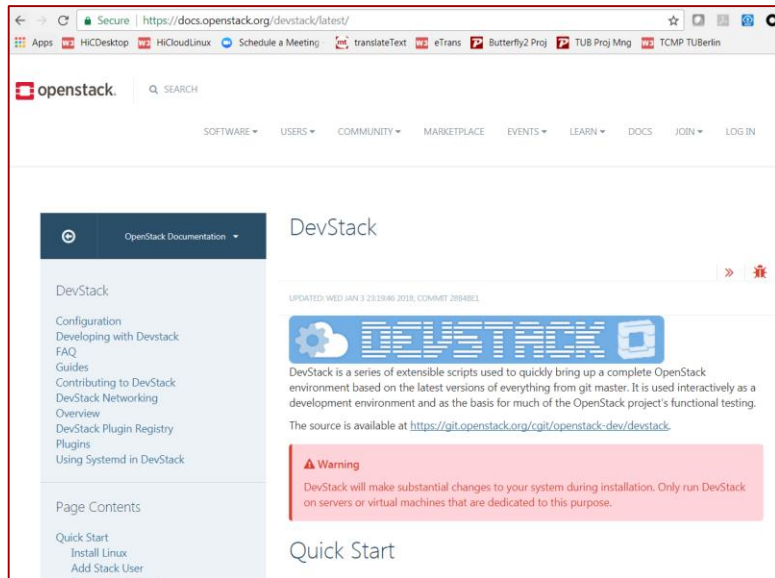 Secure | https://docs.openstack.org/devstack/latest/
Apps HiCDesktop HiCloudLinux Schedule a Meeting - translateText eTrans Butterfly2 Proj TUB Proj Mng TCMP TUBerlin
openstack. SEARCH
SOFTWARE USERS COMMUNITY MARKETPLACE EVENTS LEARN DOCS JOIN LOG IN
OpenStack Documentation
DevStack
Configuration
Developing with Devstack
FAQ
Guides
Contributing to DevStack
DevStack Networking
Overview
DevStack Plugin Registry
Plugins
Using Systemd in DevStack
Page Contents
Quick Start
Install Linux
Add Stack User
DevStack
UPDATED: WED JAN 3 23:19:46 2018, COMMIT
DEVSTACK
DevStack is a series of extensible scripts used to quickly bring up a complete OpenStack
environment based on the latest versions of everything from git master. It is used interactively as a
development environment and as the basis for much of the OpenStack project's functional testing.
The source is available at https://git.openstack.org/cgit/openstack-dev/devstack.
Warning
DevStack will make substantial changes to your system during installation. Only run DevStack
on servers or virtual machines that are dedicated to this purpose.
Quick Start